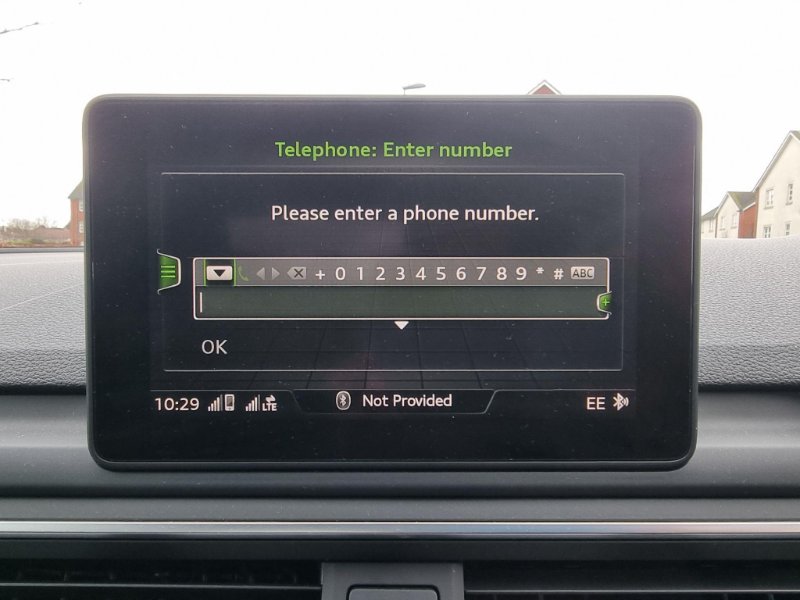 Telephone: Enter number
Please enter a phone number.
+ 0 1 2 3 4 5 6 7 8 9 * # ABC
OK
10:29 LTE Not Provided EE